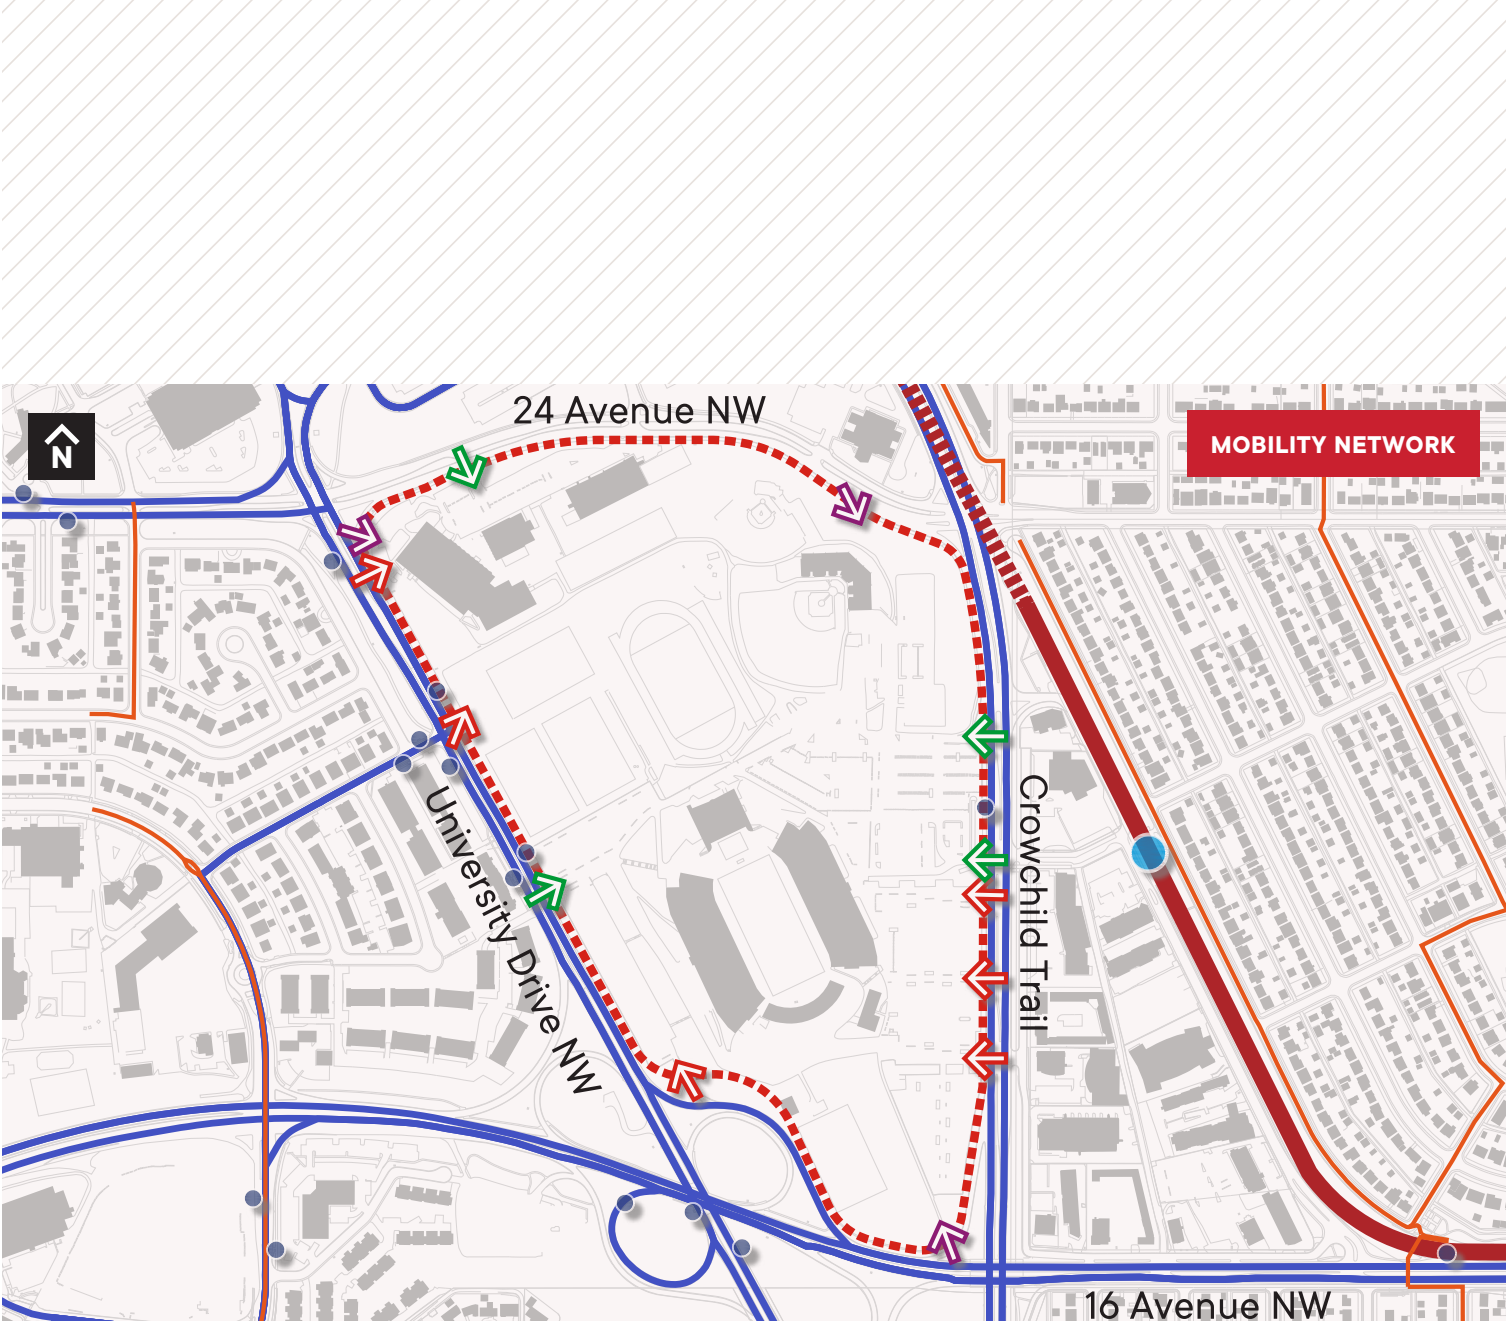 24 Avenue NW
N
MOBILITY NETWORK
University Drive NW
Crowchild Trail
16 Avenue NW